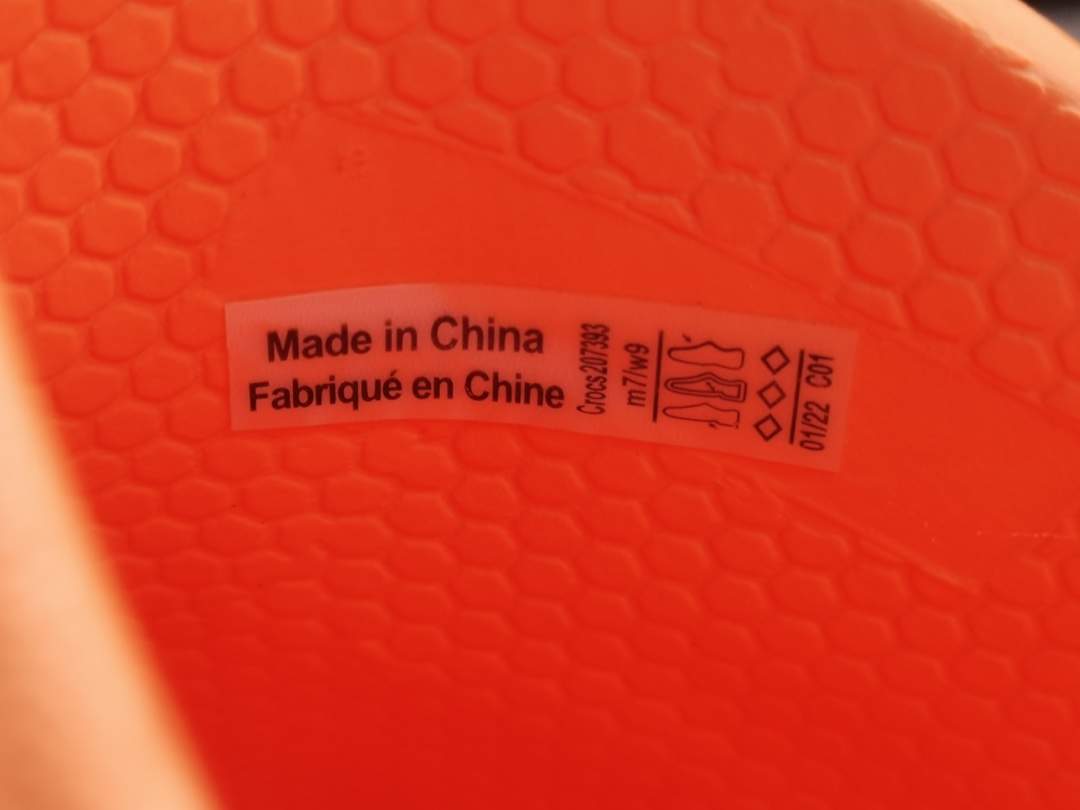 Made in China
Fabriqué en Chine
Crocs207393
m7/w9
01/22 C01